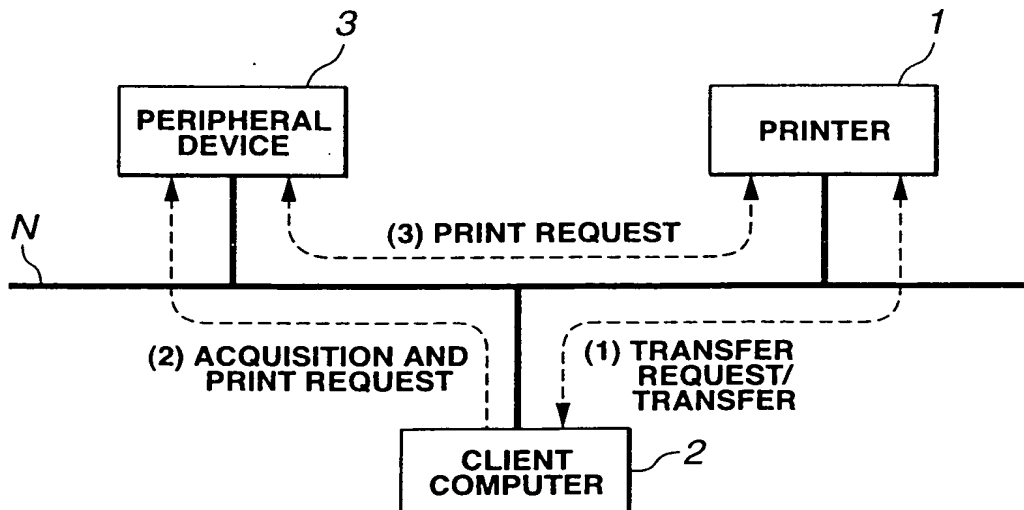 3
1
PERIPHERAL
DEVICE
PRINTER
N
(3) PRINT REQUEST
(2) ACQUISITION AND
PRINT REQUEST
(1) TRANSFER
REQUEST/
TRANSFER
CLIENT
COMPUTER
2